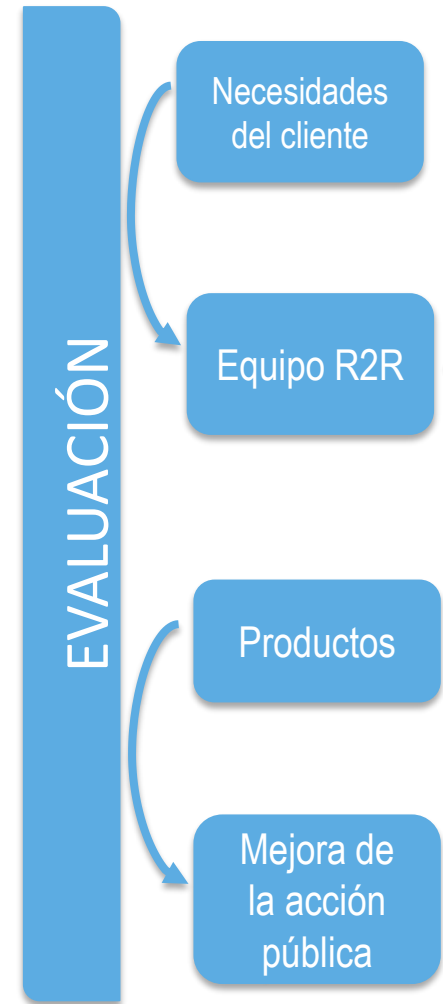 EVALUACIÓN
Necesidades
del cliente
Equipo R2R
Productos
Mejora de
la acción
pública